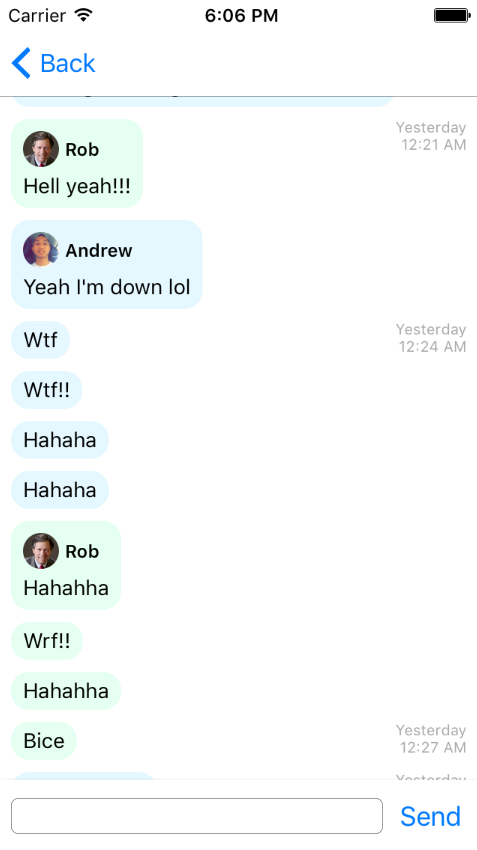 Carrier 6:06 PM
Back
Yesterday
12:21 AM
Rob
Hell yeah!!!
Andrew
Yeah I'm down lol
Wtf
Yesterday
12:24 AM
Wtf!!
Hahaha
Hahaha
Rob
Hahahha
Wrf!!
Hahahha
Bice
Yesterday
12:27 AM
Yesterday
Send